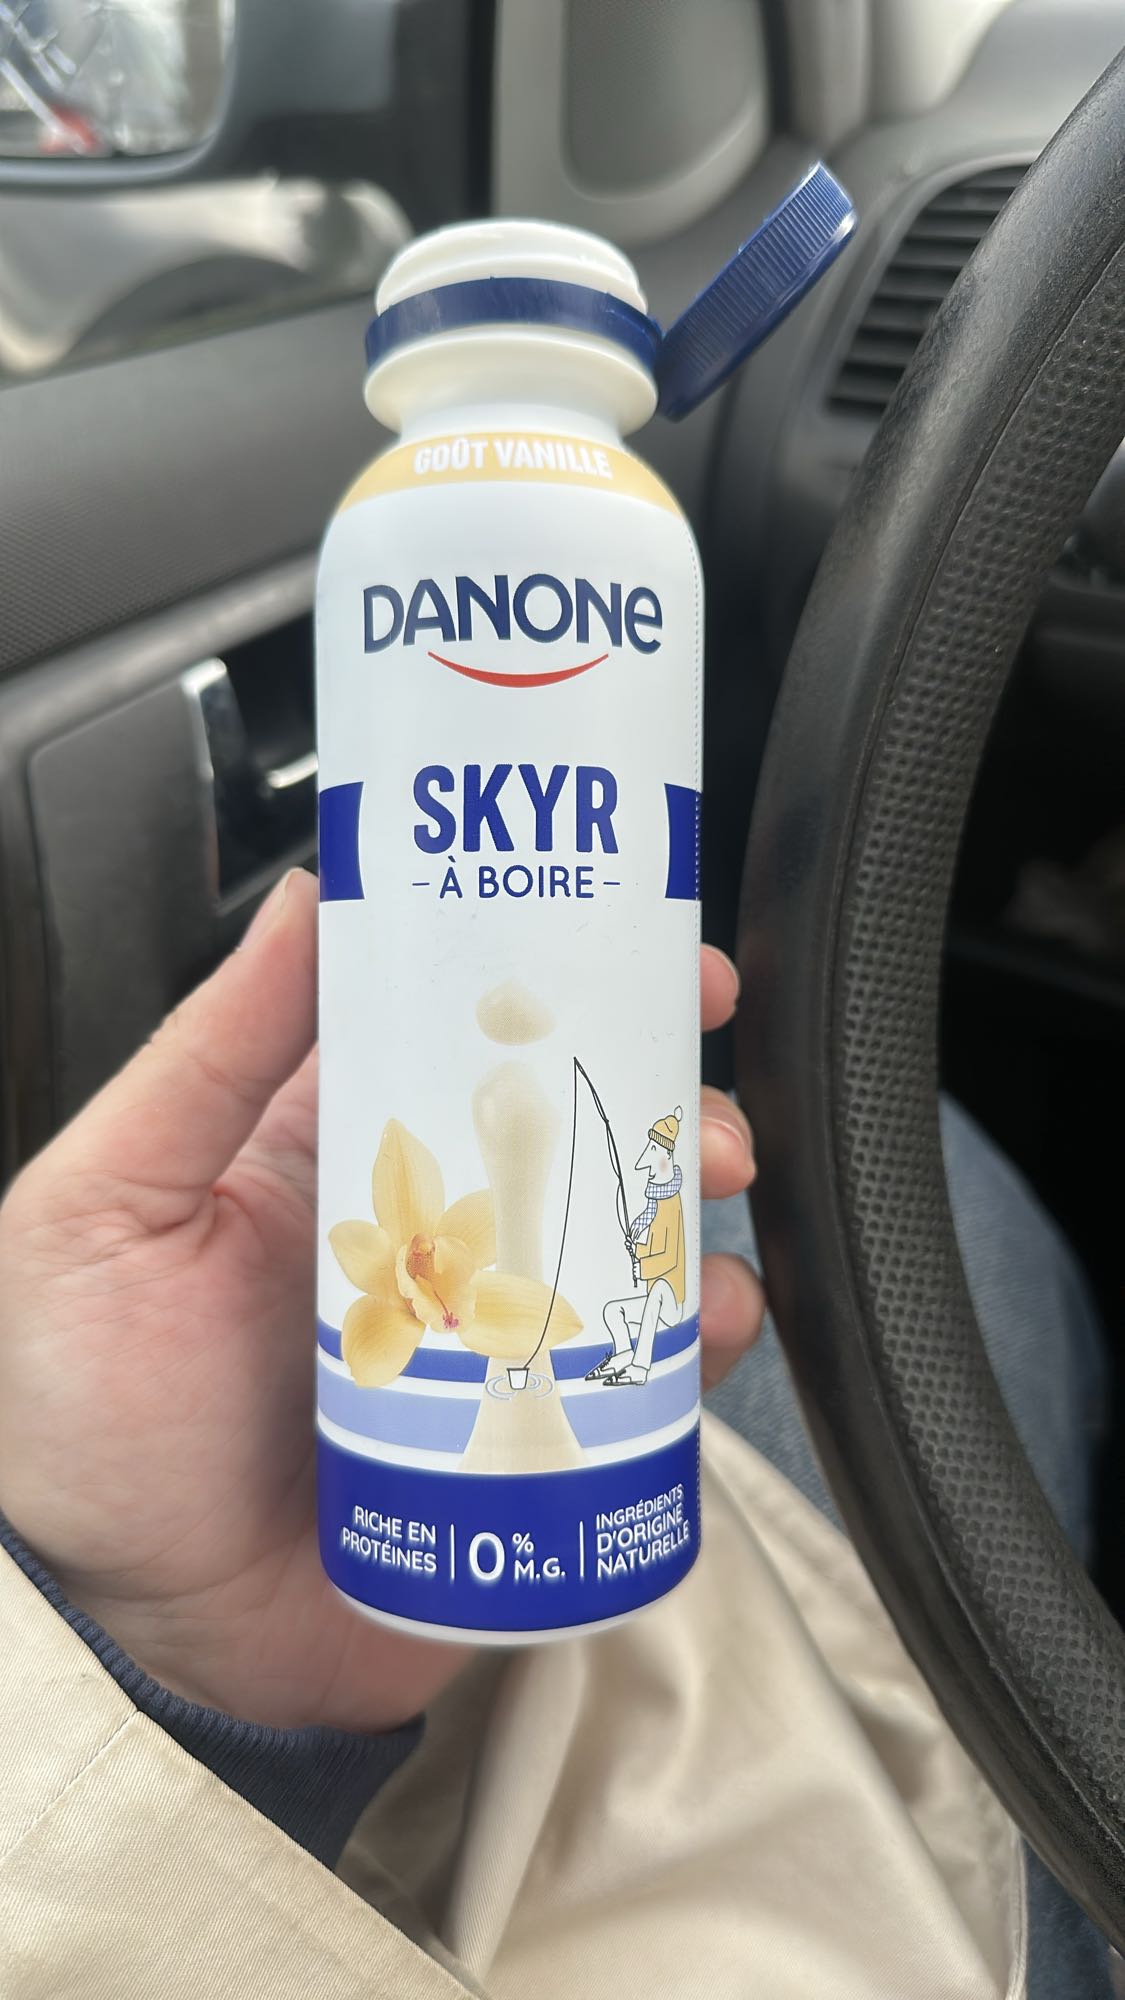 GOÛT VANILLE
DANONE
SKYR
- À BOIRE -
RICHE EN
PROTÉINES
0 %
M.G.
INGRÉDIENTS
D'ORIGINE
NATURELLE